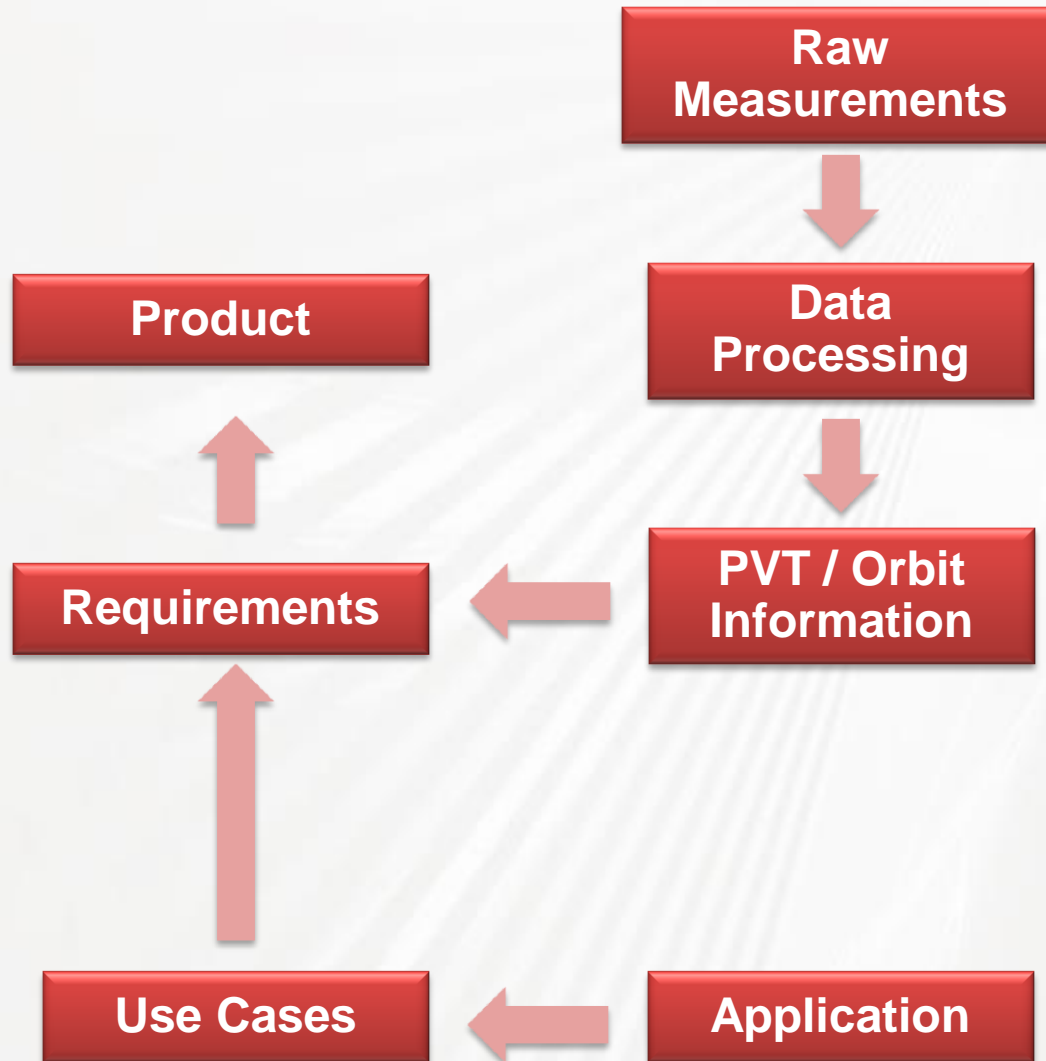 Raw
Measurements
Product
Data
Processing
Requirements
PVT / Orbit
Information
Use Cases
Application